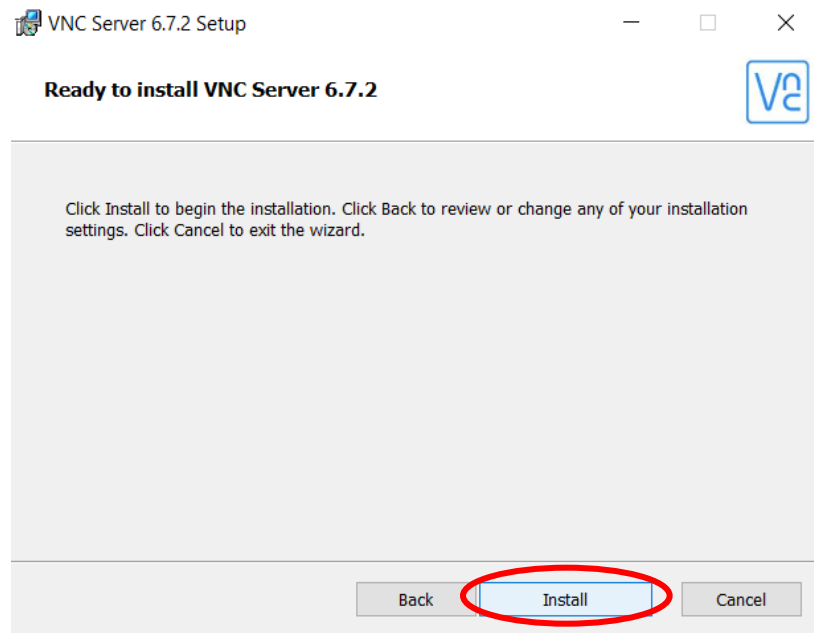 VNC Server 6.7.2 Setup
Ready to install VNC Server 6.7.2
VNC
Click Install to begin the installation. Click Back to review or change any of your installation
settings. Click Cancel to exit the wizard.
Back Install Cancel